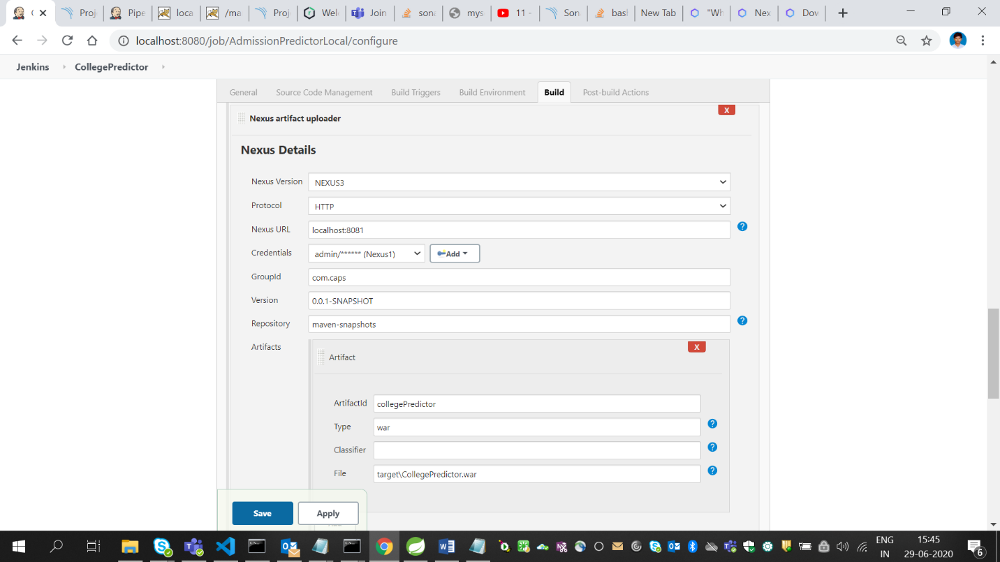 Proj
Pipe
loca
/ma
Proj
Wel
Join
sona
mys
11 -
Son
basl
New Tab
"Wh
Nex
Dov
localhost:8080/job/AdmissionPredictorLocal/configure
Jenkins CollegePredictor
General Source Code Management Build Triggers Build Environment Build Post-build Actions
X
Nexus artifact uploader
Nexus Details
Nexus Version NEXUS3
Protocol HTTP
Nexus URL localhost:8081
Credentials admin/****** (Nexus1) Add
GroupId com.caps
Version 0.0.1-SNAPSHOT
Repository maven-snapshots
Artifacts
X
Artifact
ArtifactId collegePredictor
Type war
Classifier
File target\CollegePredictor.war
Save Apply
ENG 15:45
IN 29-06-2020
6